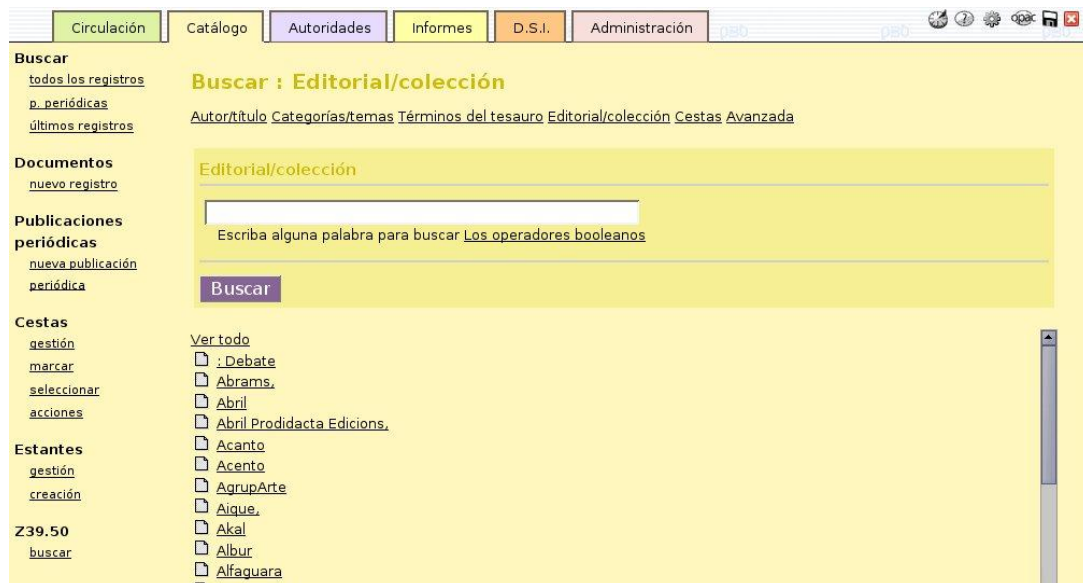 Circulación Catálogo Autoridades Informes D.S.I. Administración pBb pBb opac pBb
Buscar
todos los registros
p. periódicas
últimos registros
Documentos
nuevo registro
Publicaciones
periódicas
nueva publicación
periódica
Cestas
gestión
marcar
seleccionar
acciones
Estantes
gestión
creación
Z39.50
buscar
Buscar : Editorial/colección
Autor/título Categorías/temas Términos del tesauro Editorial/colección Cestas Avanzada
Editorial/colección
Escriba alguna palabra para buscar Los operadores booleanos
Buscar
Ver todo
: Debate
Abrams,
Abril
Abril Prodidacta Edicions,
Acanto
Acento
AgrupArte
Aique,
Akal
Albur
Alfaguara